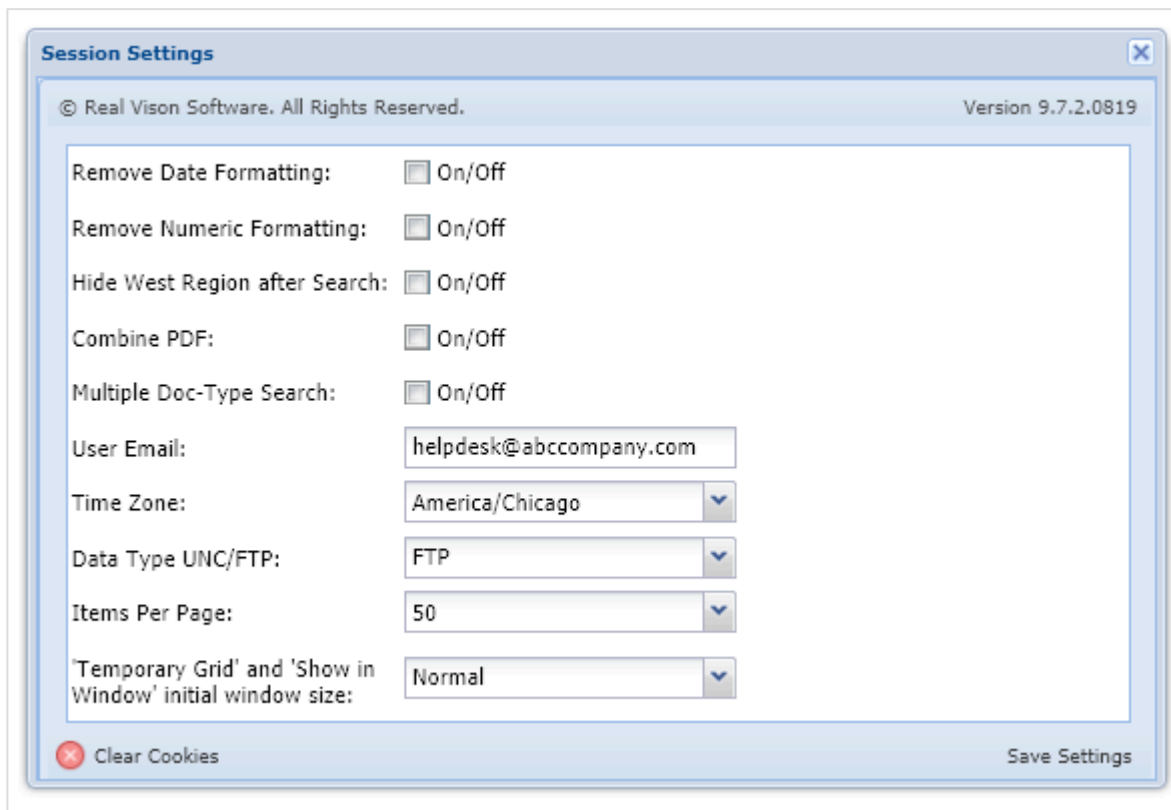 Session Settings
© Real Vison Software. All Rights Reserved. Version 9.7.2.0819
Remove Date Formatting: On/Off
Remove Numeric Formatting: On/Off
Hide West Region after Search: On/Off
Combine PDF: On/Off
Multiple Doc-Type Search: On/Off
User Email: helpdesk@abccompany.com
Time Zone: America/Chicago
Data Type UNC/FTP: FTP
Items Per Page: 50
'Temporary Grid' and 'Show in
Window' initial window size: Normal
Clear Cookies Save Settings